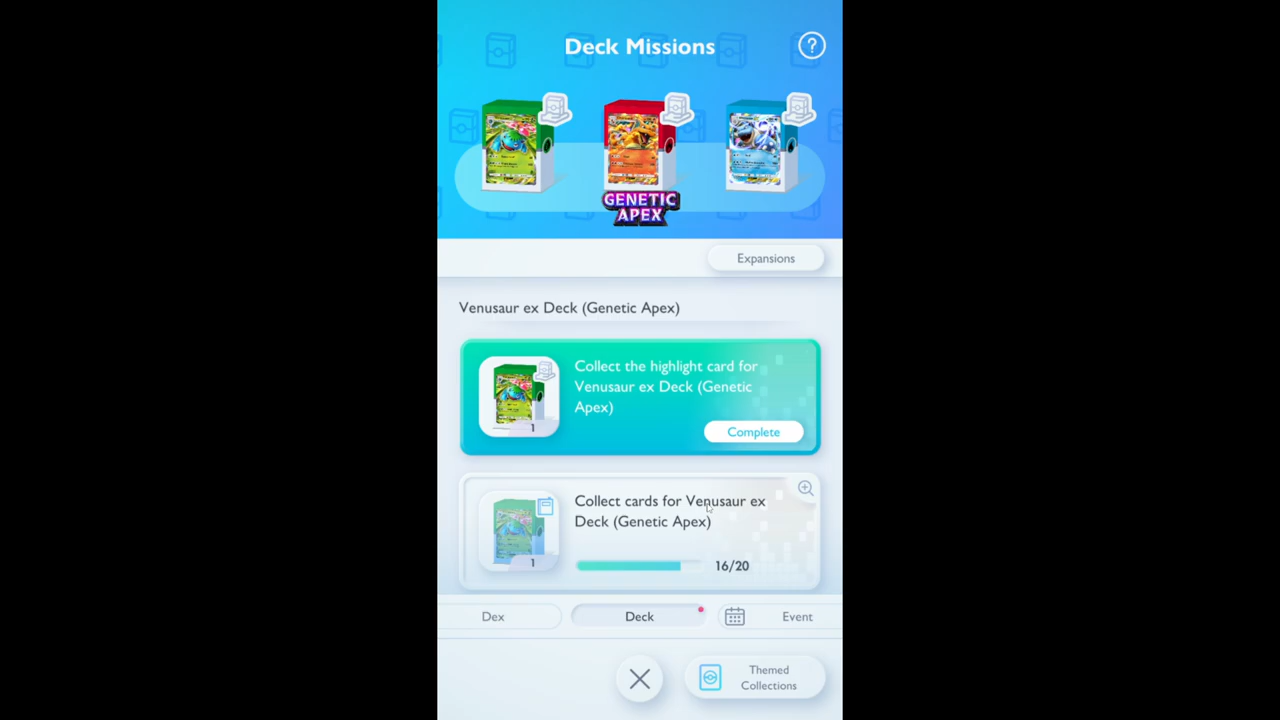 Deck Missions
?
GENETIC
APEX
Expansions
Venusaur ex Deck (Genetic Apex)
Collect the highlight card for
Venusaur ex Deck (Genetic
Apex)
1
Complete
Collect cards for Venusaur ex
Deck (Genetic Apex)
1
16/20
Dex
Deck
Event
Themed
Collections